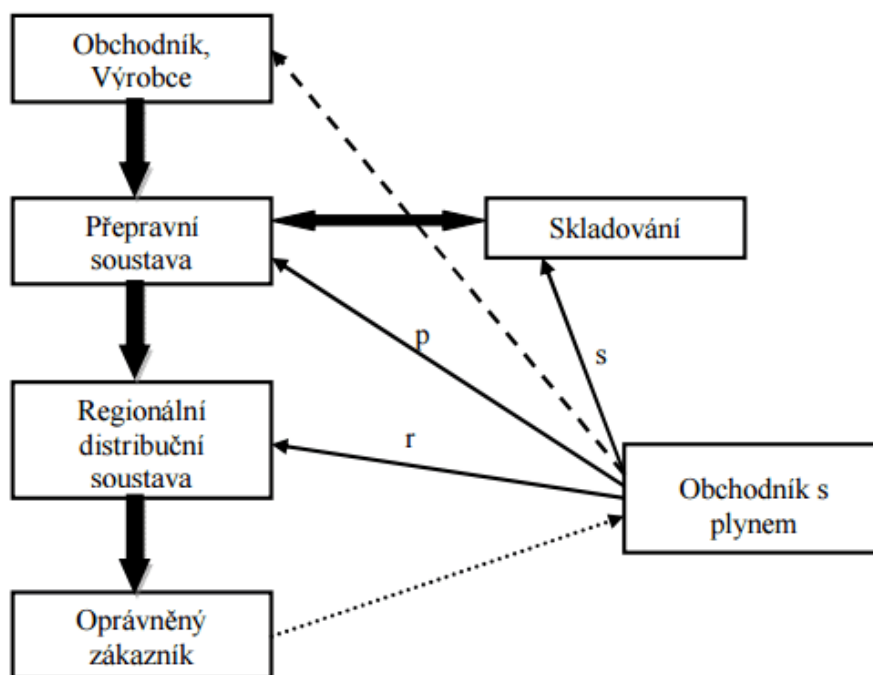 Obchodník,
Výrobce
Přepravní
soustava
Skladování
p
s
Regionální
distribuční
soustava
r
Obchodník s
plynem
Oprávněný
zákazník